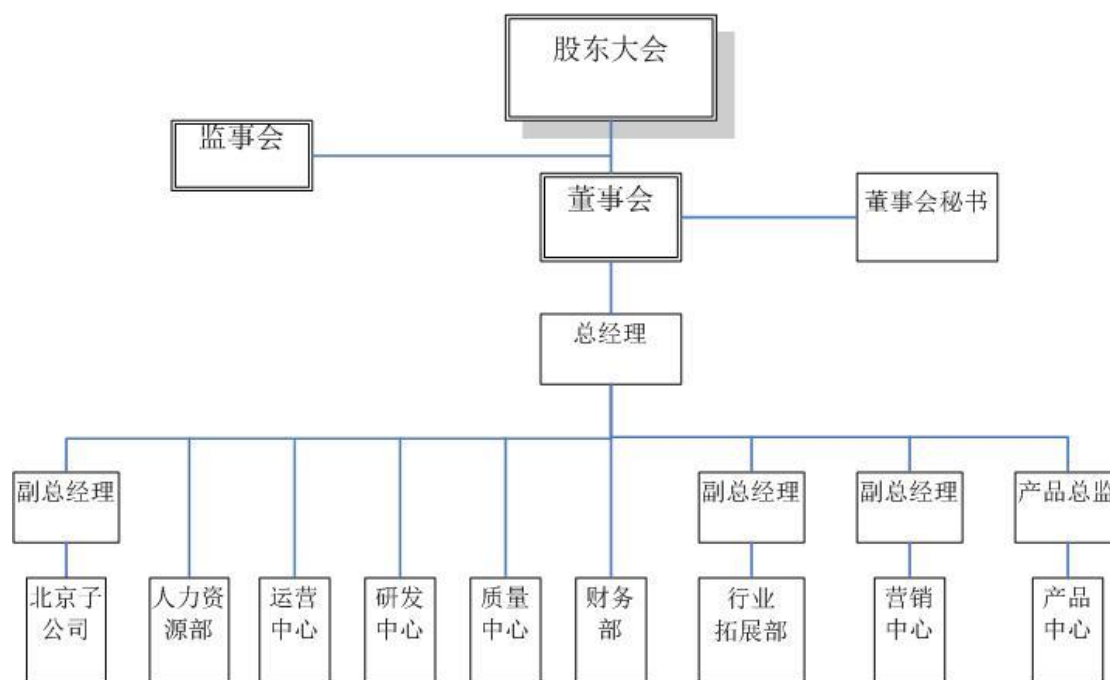 股东大会
监事会
董事会
董事会秘书
总经理
副总经理
副总经理
副总经理
产品总监
北京子
公司
人力资
源部
运营
中心
研发
中心
质量
中心
财务
部
行业
拓展部
营销
中心
产品
中心